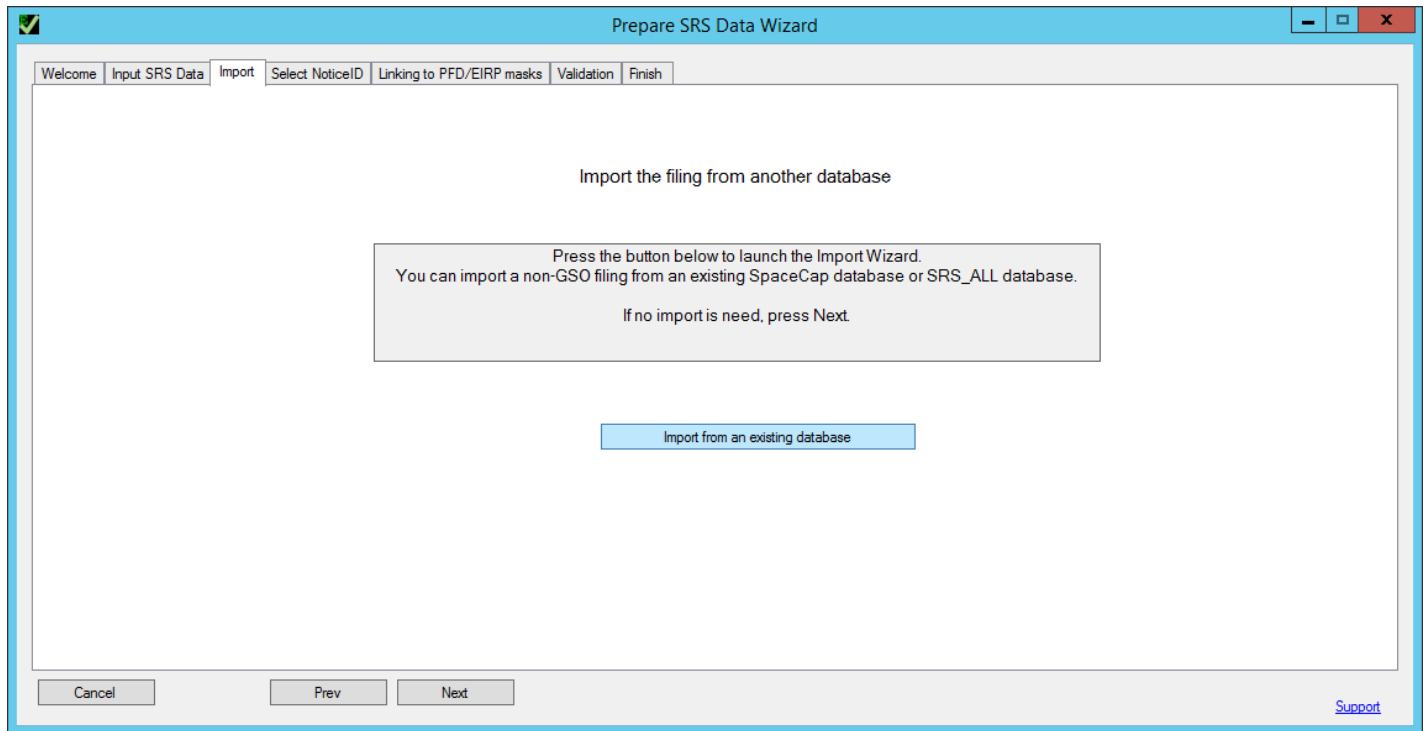 Prepare SRS Data Wizard
Welcome Input SRS Data Import Select NoticeID Linking to PFD/EIRP masks Validation Finish
Import the filing from another database
Press the button below to launch the Import Wizard.
You can import a non-GSO filing from an existing SpaceCap database or SRS_ALL database.
If no import is need, press Next.
Import from an existing database
Cancel Prev Next
Support